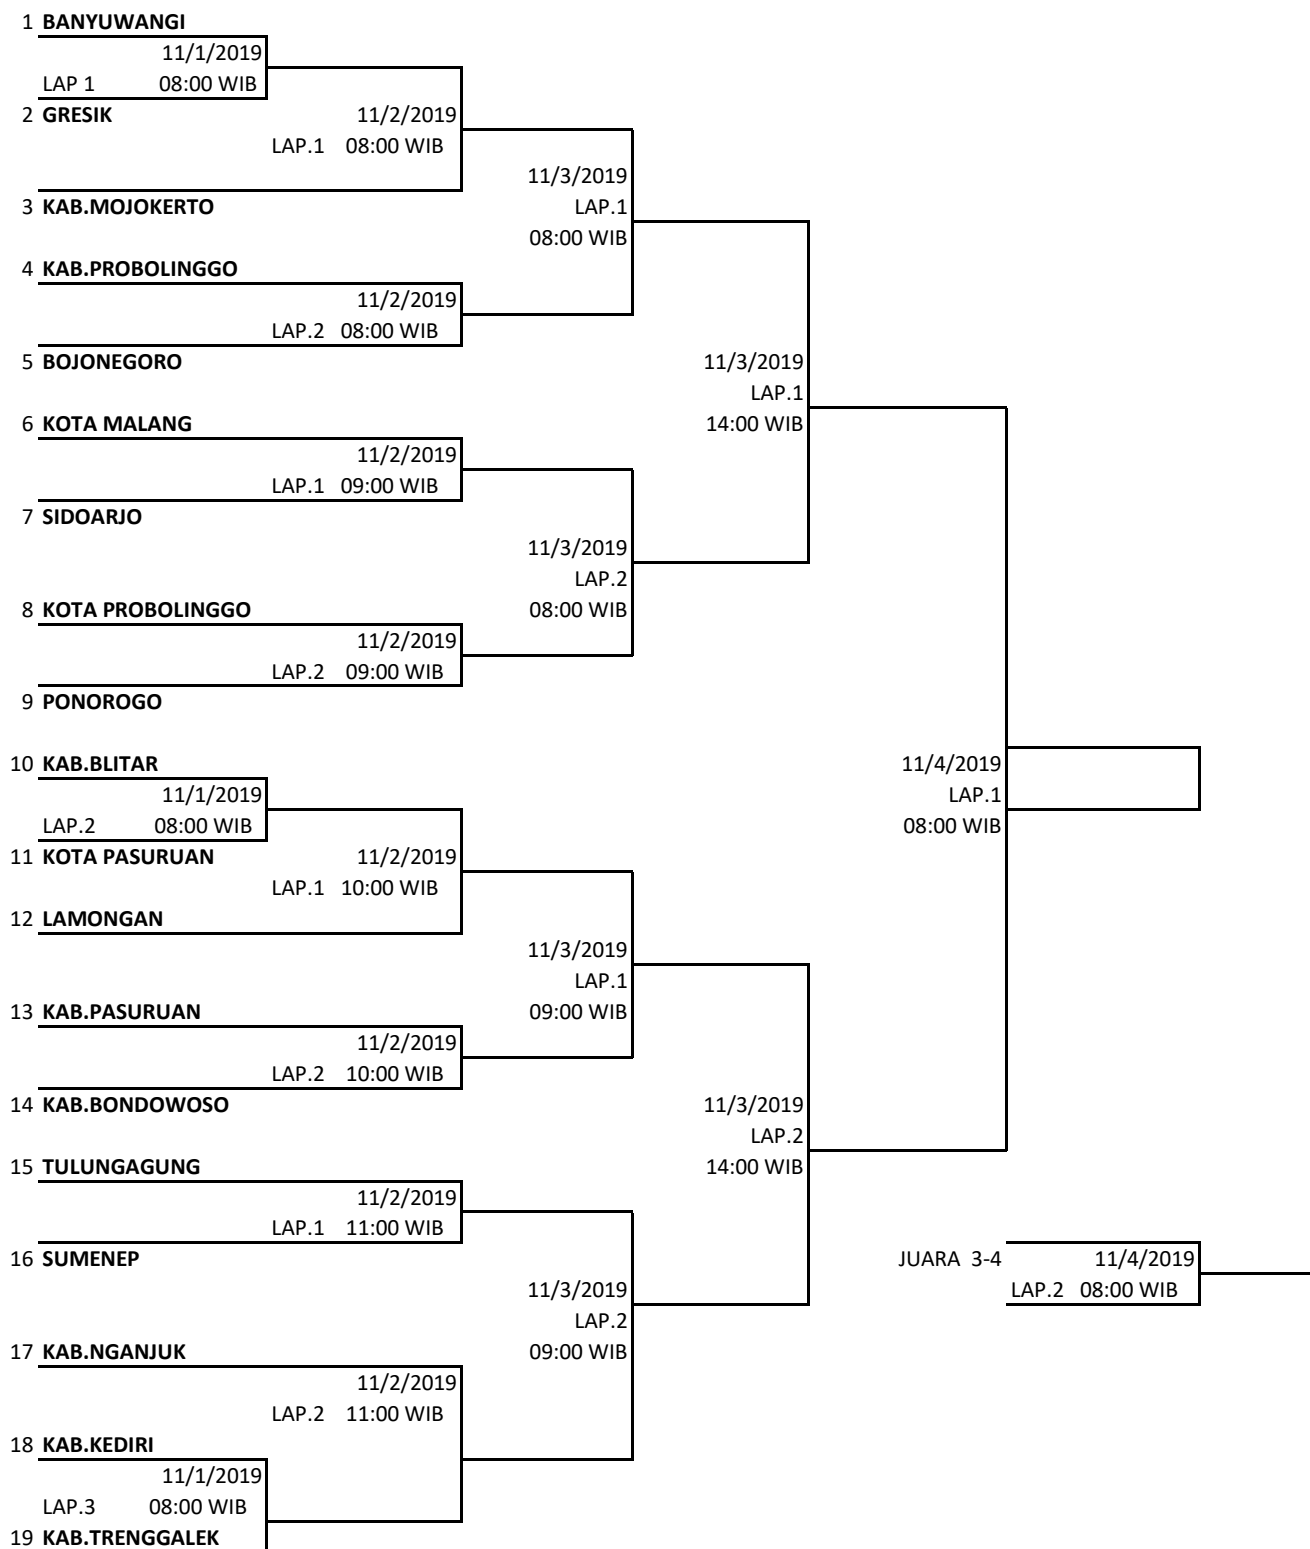 1 BANYUWANGI
11/1/2019
LAP 1 08:00 WIB
2 GRESIK 11/2/2019
LAP.1 08:00 WIB
11/3/2019
3 KAB.MOJOKERTO LAP.1
08:00 WIB
4 KAB.PROBOLINGGO
11/2/2019
LAP.2 08:00 WIB
5 BOJONEGORO 11/3/2019
LAP.1
6 KOTA MALANG 14:00 WIB
11/2/2019
LAP.1 09:00 WIB
7 SIDOARJO
11/3/2019
LAP.2
8 KOTA PROBOLINGGO 08:00 WIB
11/2/2019
LAP.2 09:00 WIB
9 PONOROGO
10 KAB.BLITAR 11/4/2019
11/1/2019 LAP.1
LAP.2 08:00 WIB 08:00 WIB
11 KOTA PASURUAN 11/2/2019
LAP.1 10:00 WIB
12 LAMONGAN
11/3/2019
LAP.1
13 KAB.PASURUAN 09:00 WIB
11/2/2019
LAP.2 10:00 WIB
14 KAB.BONDOWOSO 11/3/2019
LAP.2
15 TULUNGAGUNG 14:00 WIB
11/2/2019
LAP.1 11:00 WIB
16 SUMENEP JUARA 3-4 11/4/2019
11/3/2019 LAP.2 08:00 WIB
LAP.2
17 KAB.NGANJUK 09:00 WIB
11/2/2019
LAP.2 11:00 WIB
18 KAB.KEDIRI
11/1/2019
LAP.3 08:00 WIB
19 KAB.TRENGGALEK